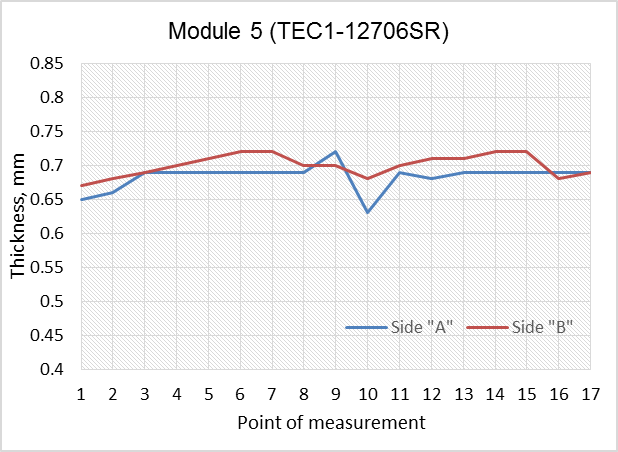 Module 5 (TEC1-12706SR)
0.85
0.8
0.75
0.7
0.65
0.6
0.55
0.5
0.45
0.4
Thickness, mm
Side "A" Side "B"
1 2 3 4 5 6 7 8 9 10 11 12 13 14 15 16 17
Point of measurement